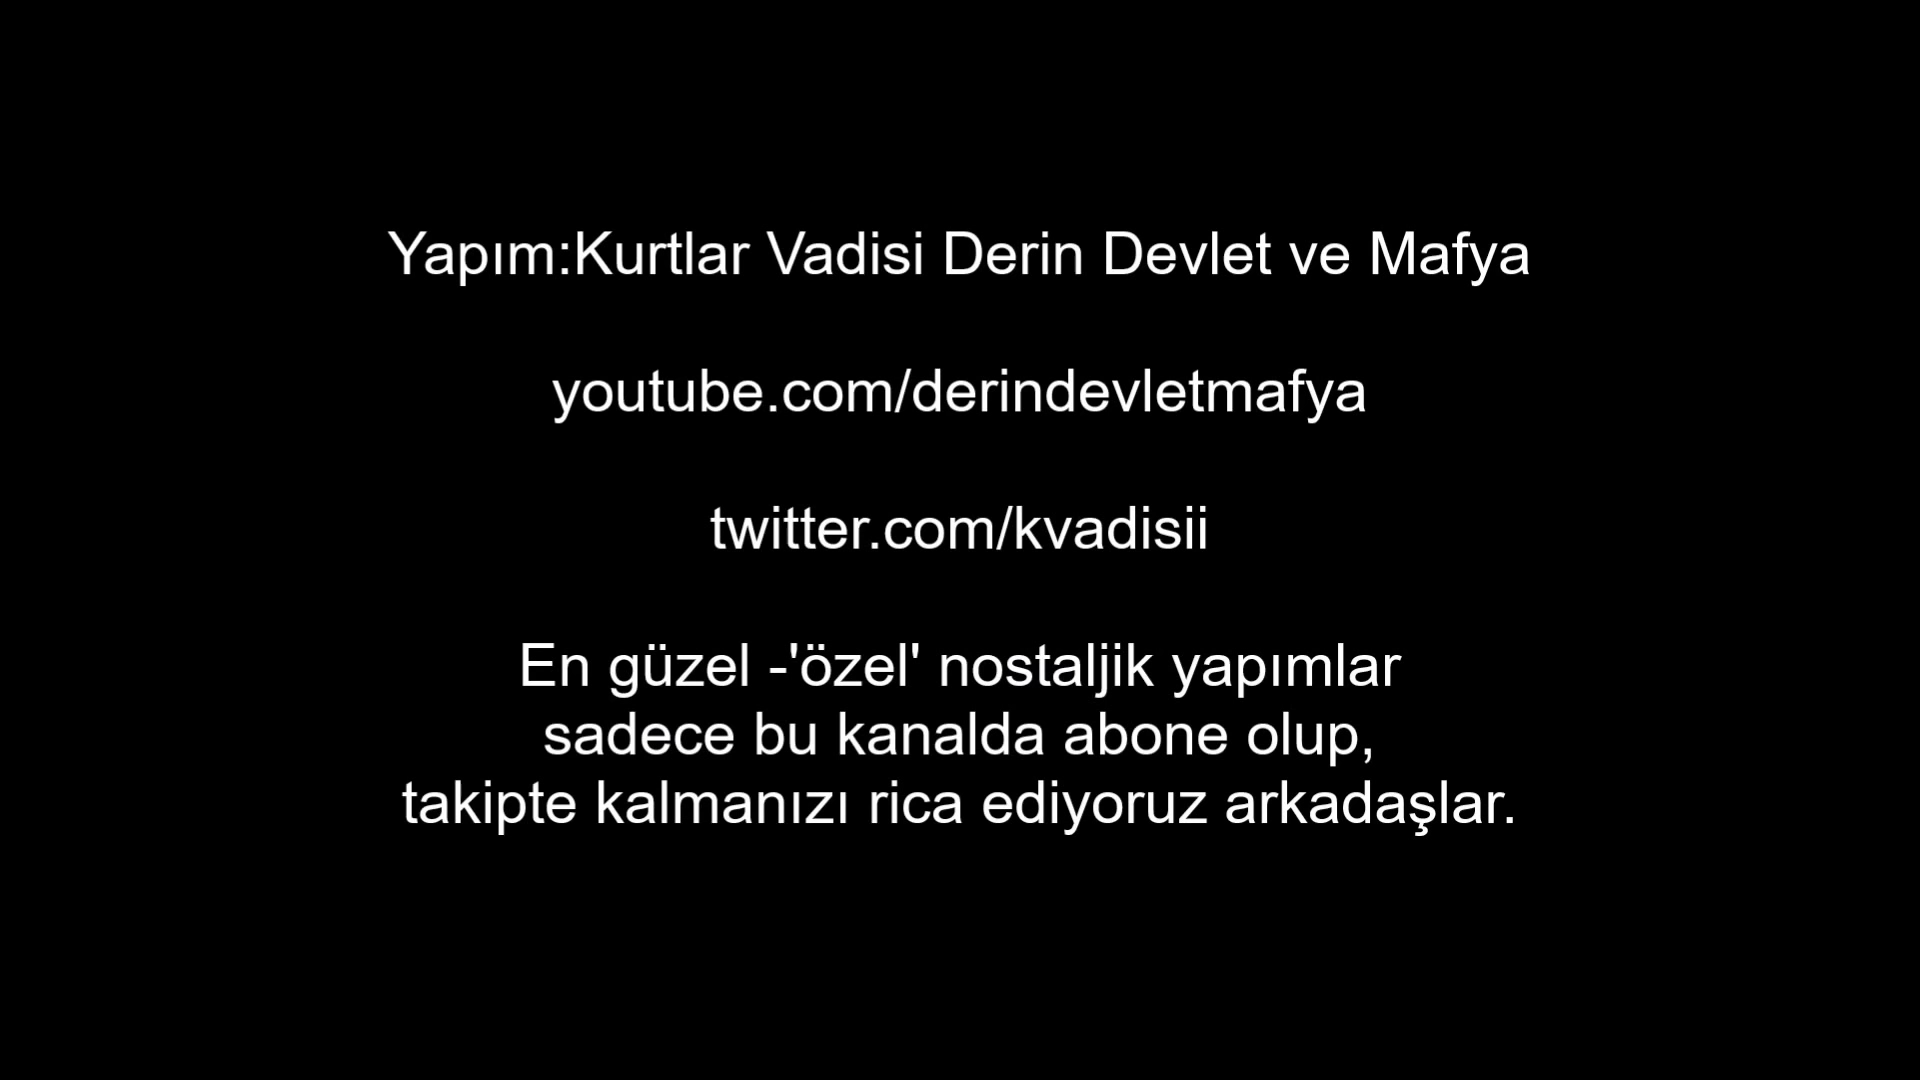 Yapım:Kurtlar Vadisi Derin Devlet ve Mafya
youtube.com/derindevletmafya
twitter.com/kvadisii
En güzel -'özel' nostaljik yapımlar
sadece bu kanalda abone olup,
takipte kalmanızı rica ediyoruz arkadaşlar.